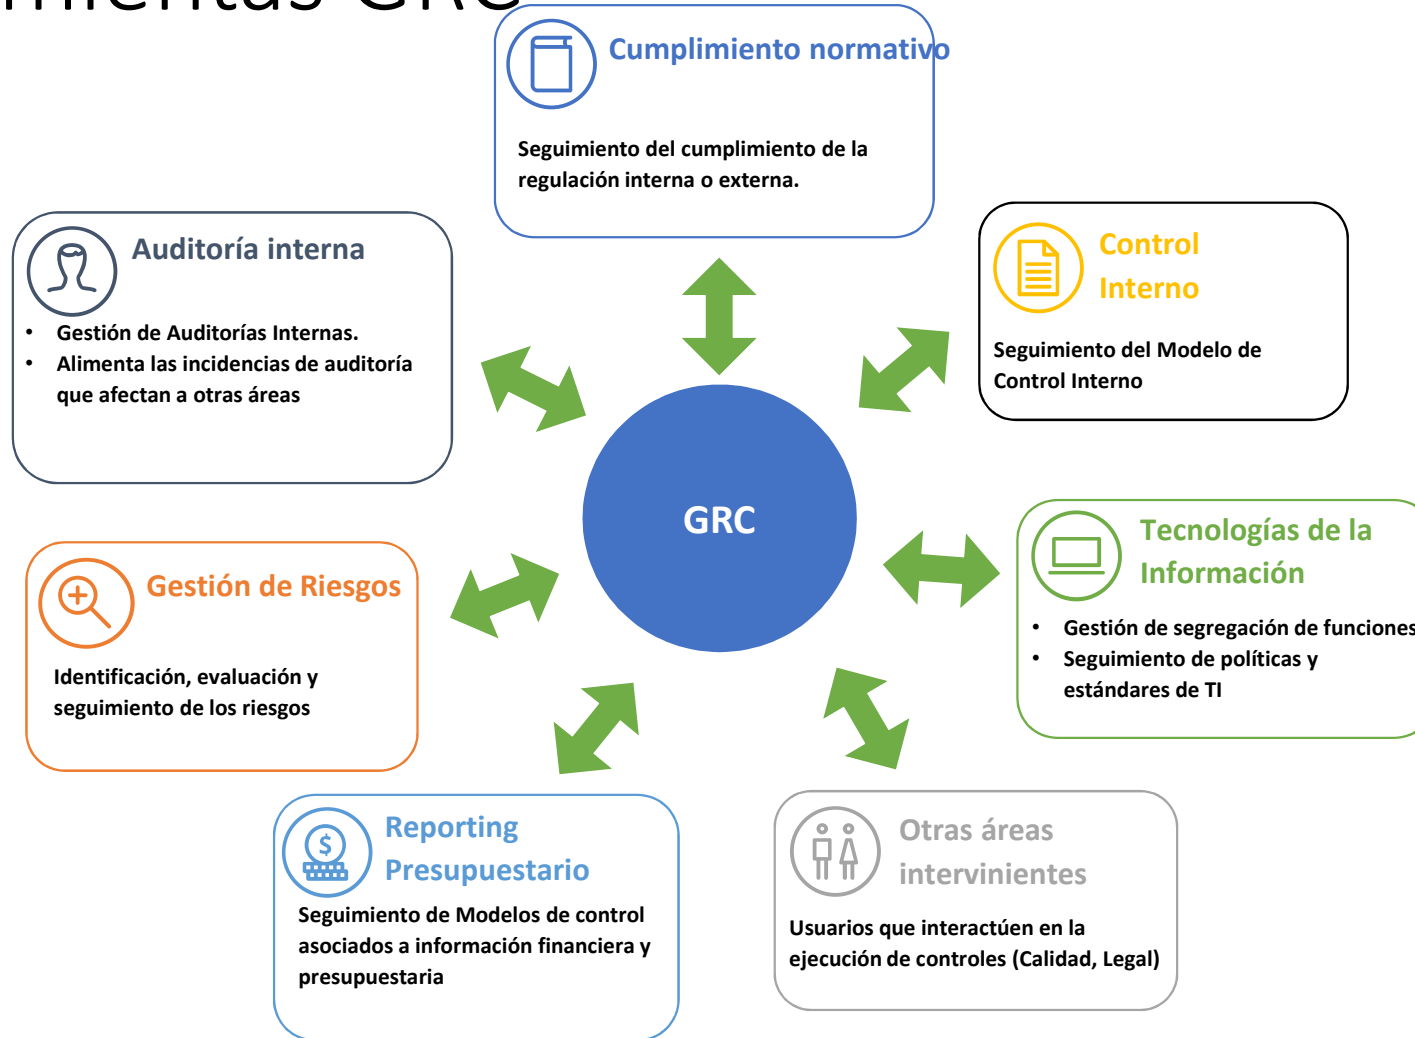 mientas GRC
Cumplimiento normativo
Seguimiento del cumplimiento de la
regulación interna o externa.
Auditoría interna
• Gestión de Auditorías Internas.
• Alimenta las incidencias de auditoría
que afectan a otras áreas
Control
Interno
Seguimiento del Modelo de
Control Interno
GRC
Tecnologías de la
Información
• Gestión de segregación de funciones
• Seguimiento de políticas y
estándares de TI
Gestión de Riesgos
Identificación, evaluación y
seguimiento de los riesgos
Reporting
Presupuestario
$
Seguimiento de Modelos de control
asociados a información financiera y
presupuestaria
Otras áreas
intervinientes
Usuarios que interactúen en la
ejecución de controles (Calidad, Legal)